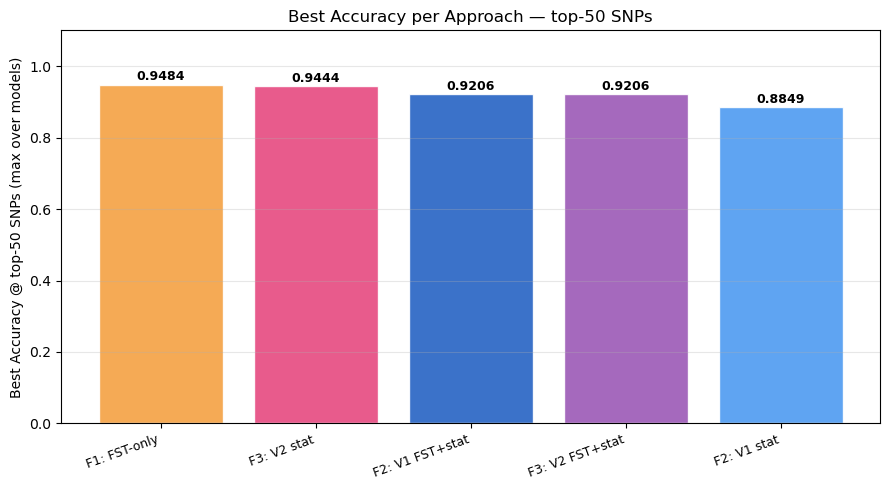 Best Accuracy per Approach — top-50 SNPs
Best Accuracy @ top-50 SNPs (max over models)
1.0
0.8
0.6
0.4
0.2
0.0
0.9484
0.9444
0.9206
0.9206
0.8849
F1: FST-only
F3: V2 stat
F2: V1 FST+stat
F3: V2 FST+stat
F2: V1 stat